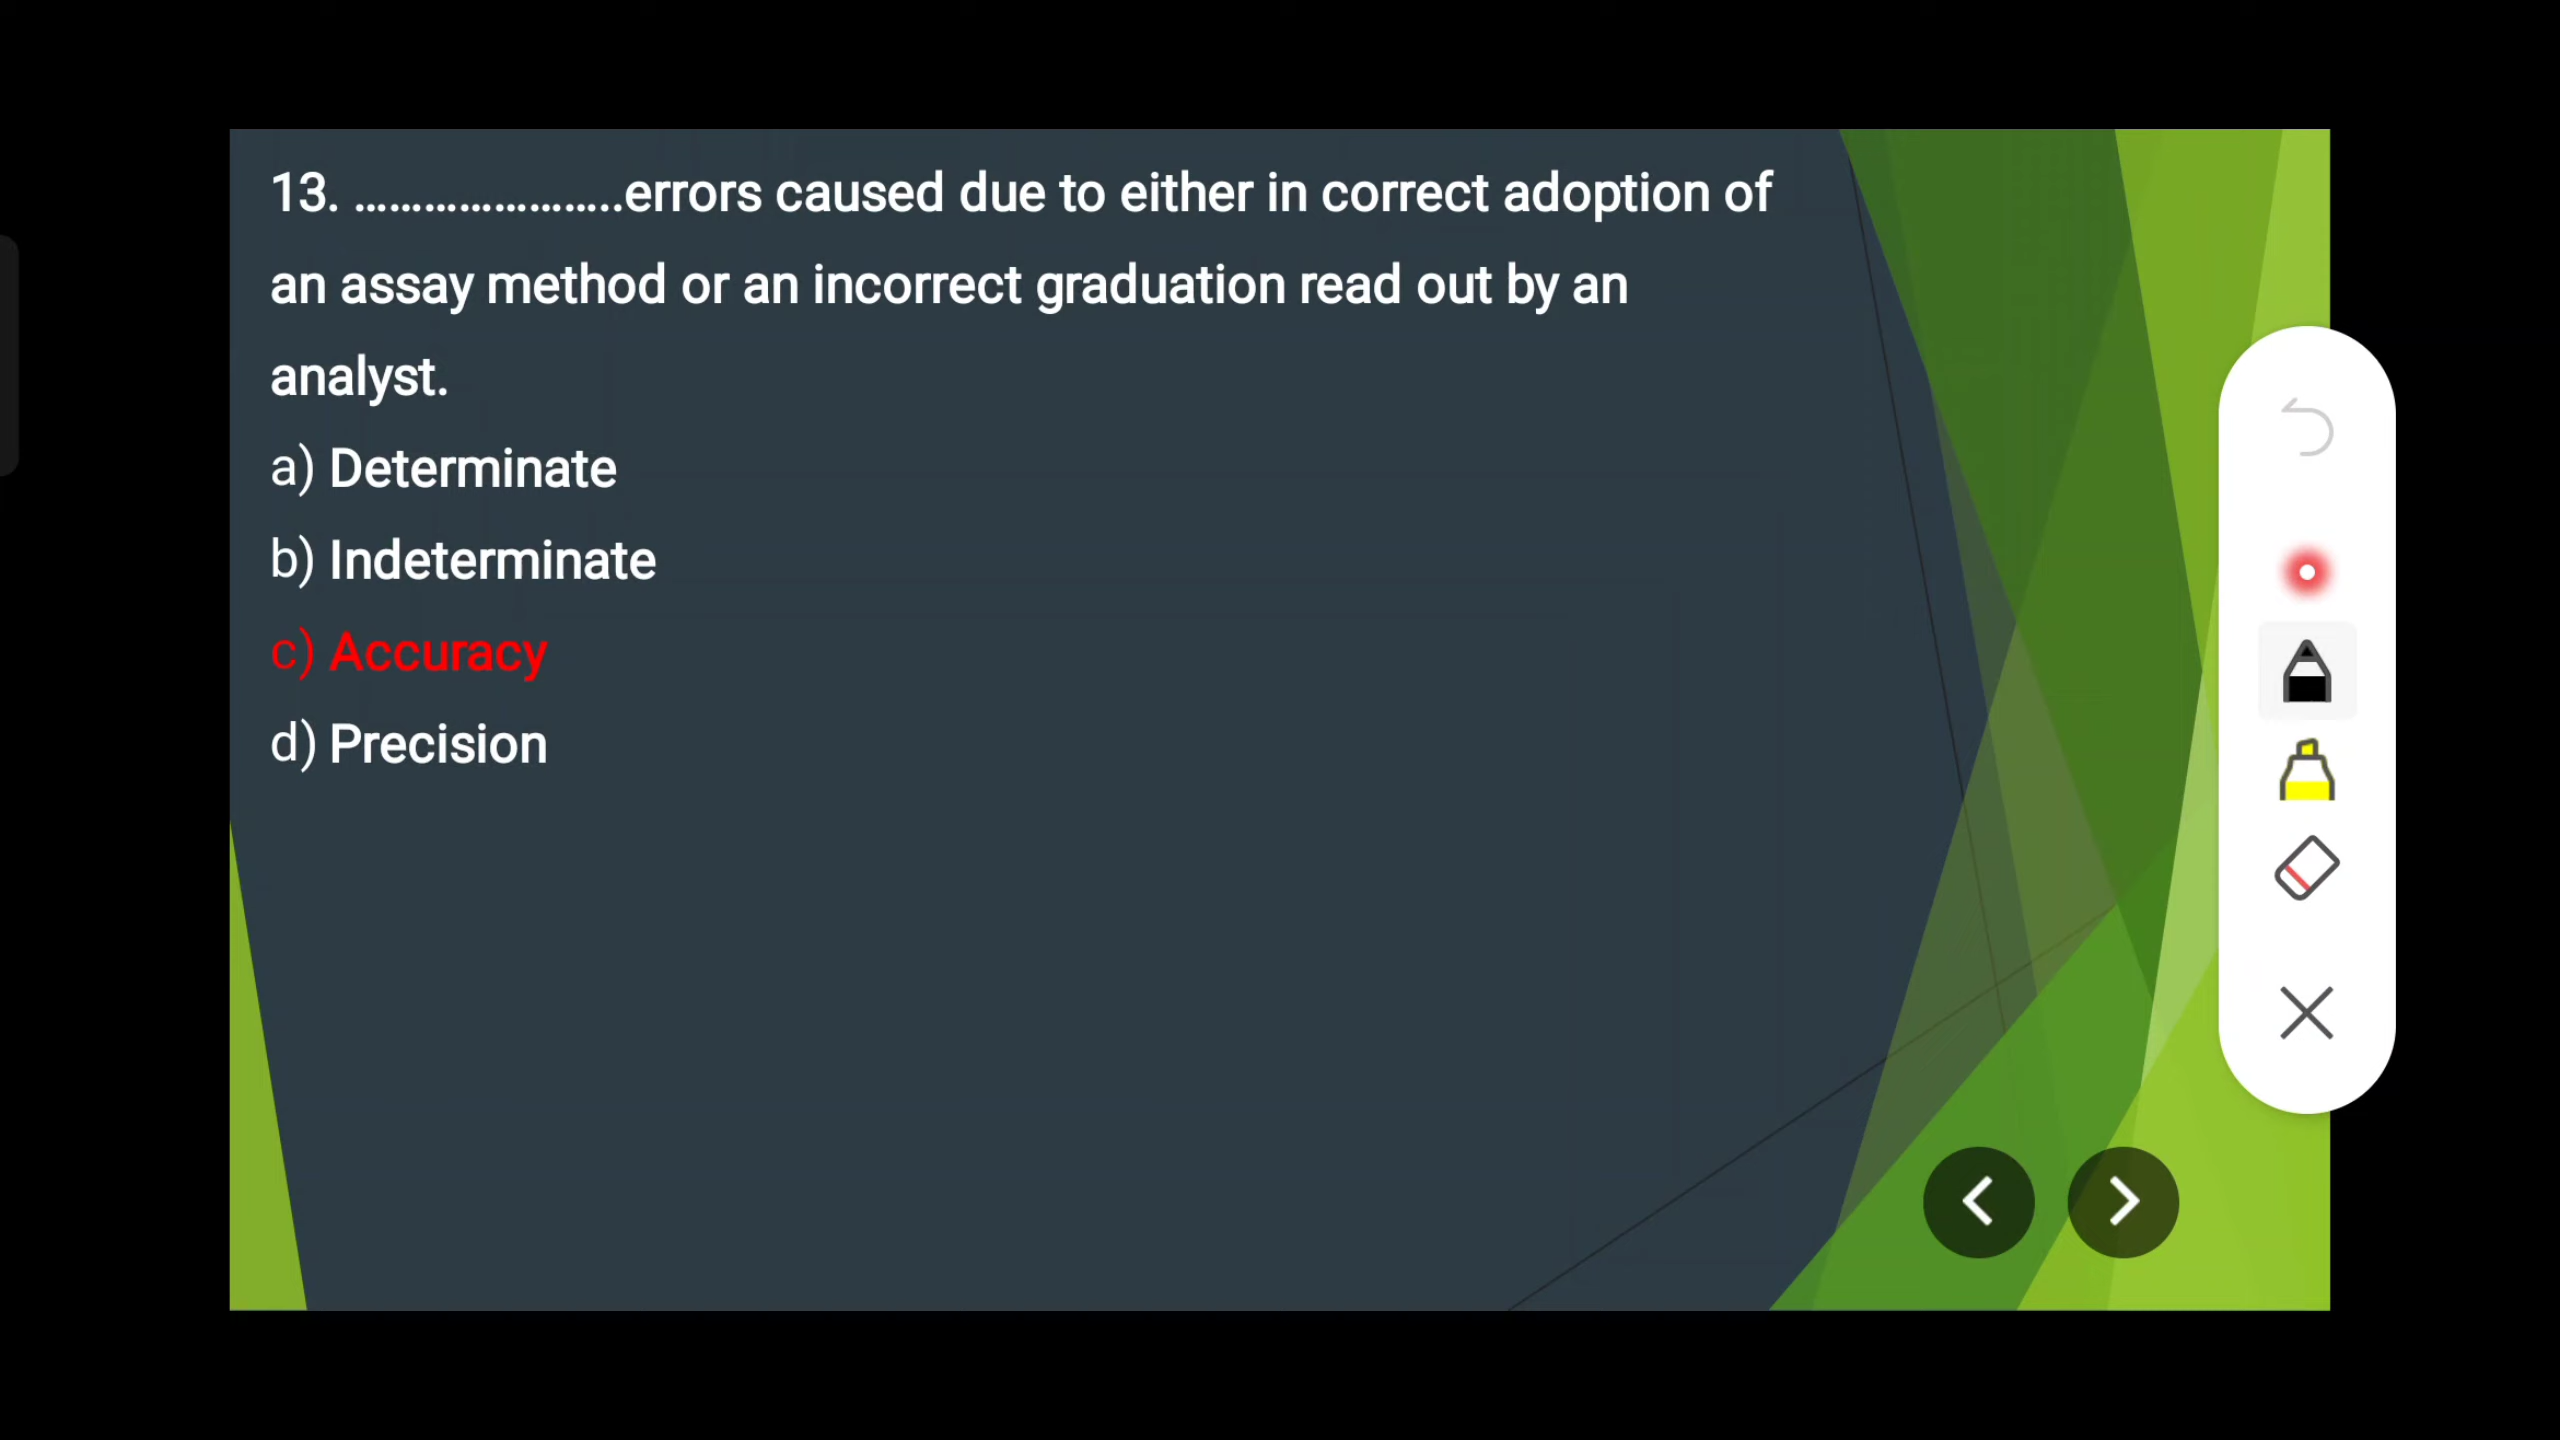 13. .......................errors caused due to either in correct adoption of
an assay method or an incorrect graduation read out by an
analyst.
a) Determinate
b) Indeterminate
c) Accuracy
d) Precision